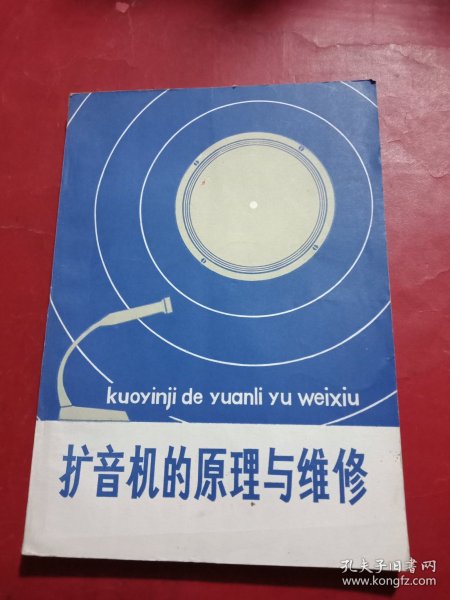 kuoyinji de yuanli yu weixiu
扩音机的原理与维修
孔夫子旧书网
www.kongfz.com